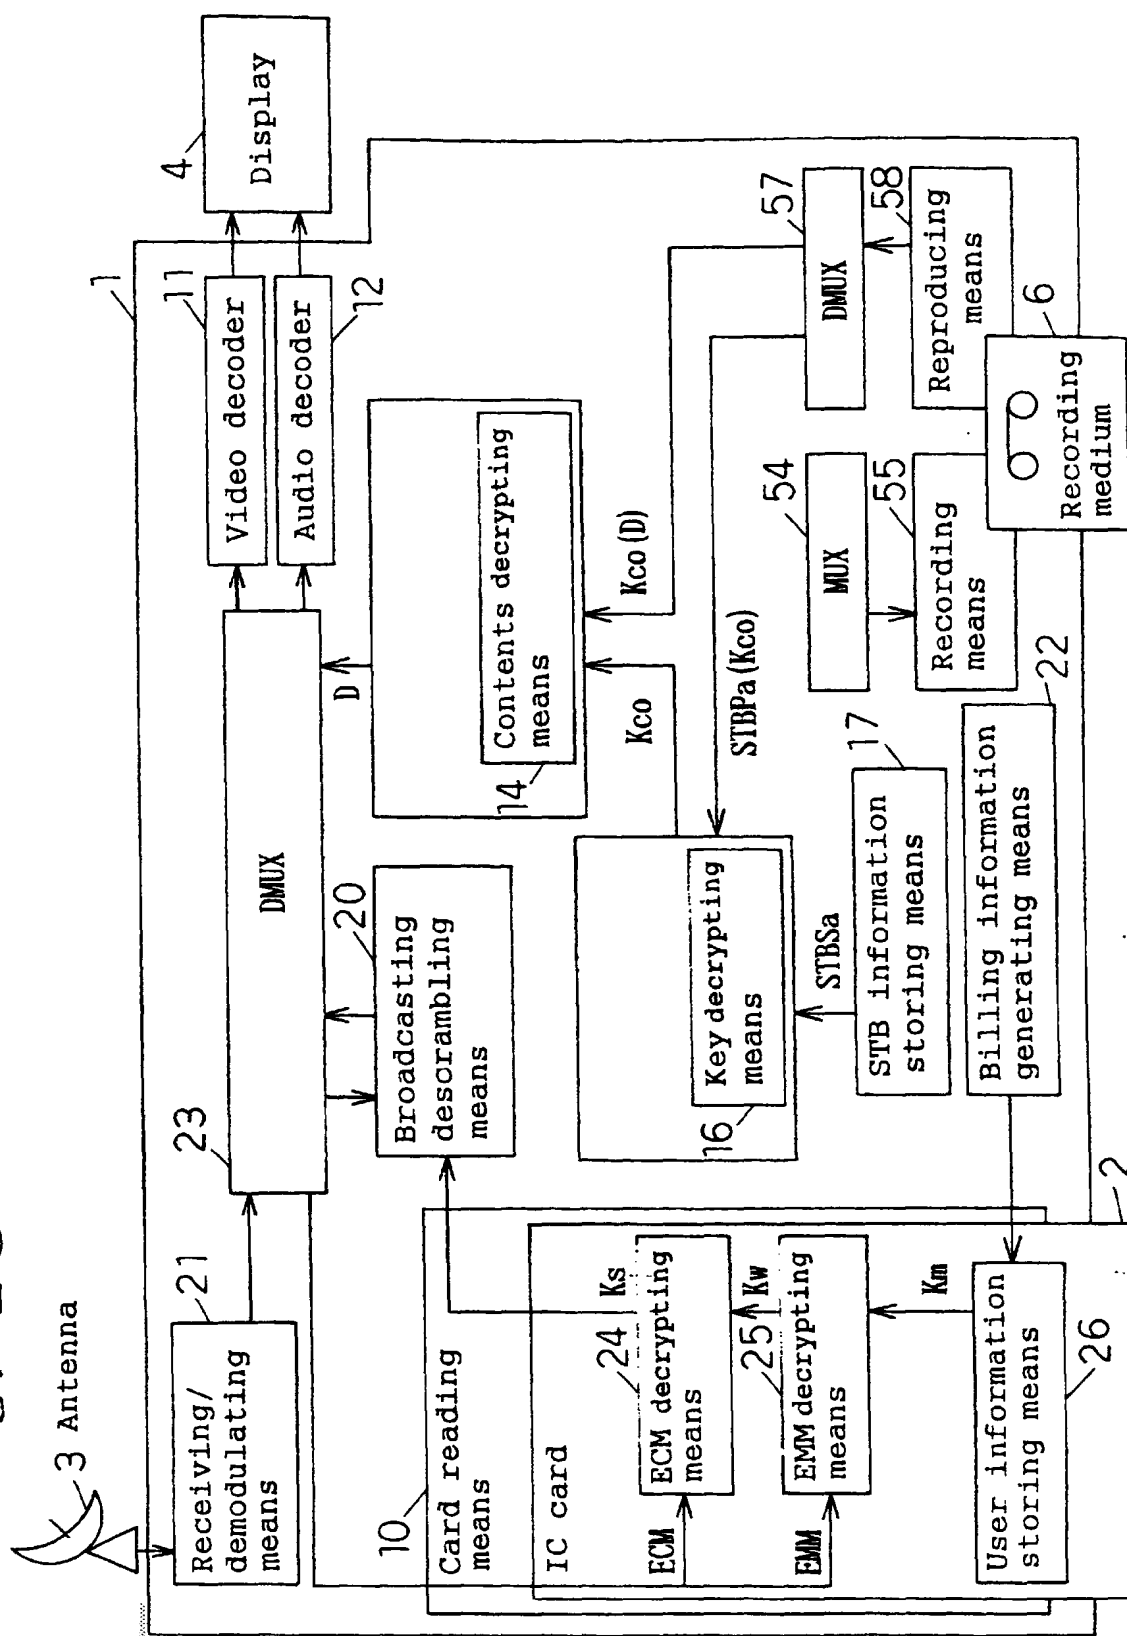 3 Antenna
21
Receiving/
demodulating
means
23
DMUX
1
11
Video decoder
Audio decoder
12
4
Display
20
Broadcasting
descrambling
means
D
Contents decrypting
means
14
Kco
Kco(D)
STBPa(Kco)
Key decrypting
means
16
STBSa
17
STB information
storing means
22
Billing information
generating means
54
MUX
55
Recording
means
57
DMUX
58
Reproducing
means
6
Recording
medium
10
Card reading
means
IC card
2
ECM
24
ECM decrypting
means
Ks
EMM
25
EMM decrypting
means
Kw
Km
User information
storing means
26